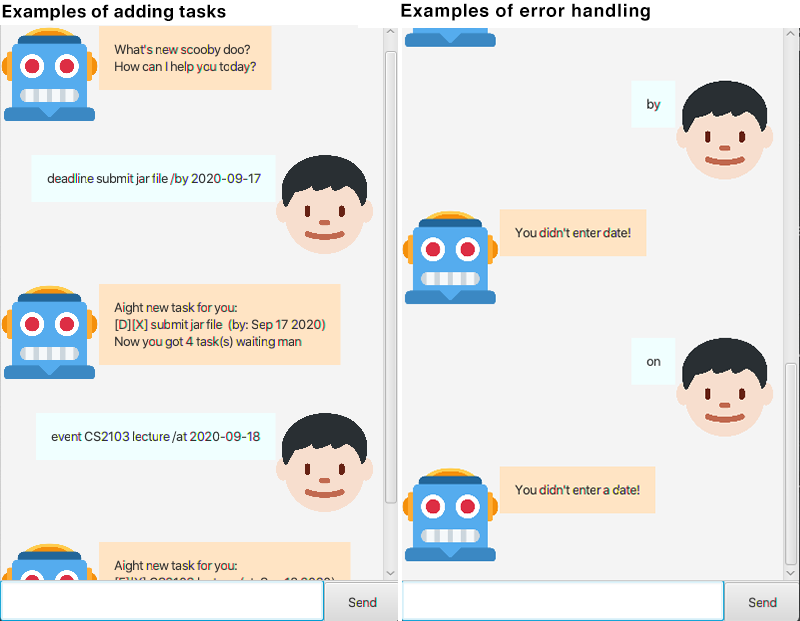 Examples of adding tasks
What's new scooby doo?
How can I help you today?
deadline submit jar file /by 2020-09-17
Aight new task for you:
[D][X] submit jar file (by: Sep 17 2020)
Now you got 4 task(s) waiting man
event CS2103 lecture /at 2020-09-18
Aight new task for you:
Send
Examples of error handling
by
You didn't enter date!
on
You didn't enter a date!
Send